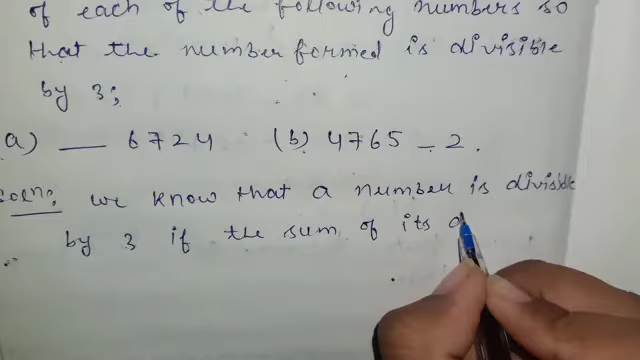 of each of the following numbers so
that the number formed is divisible
by 3;
a) __ 6724 (b) 4765 _ 2.
Soln: we know that a number is divisible
by 3 if the sum of its d